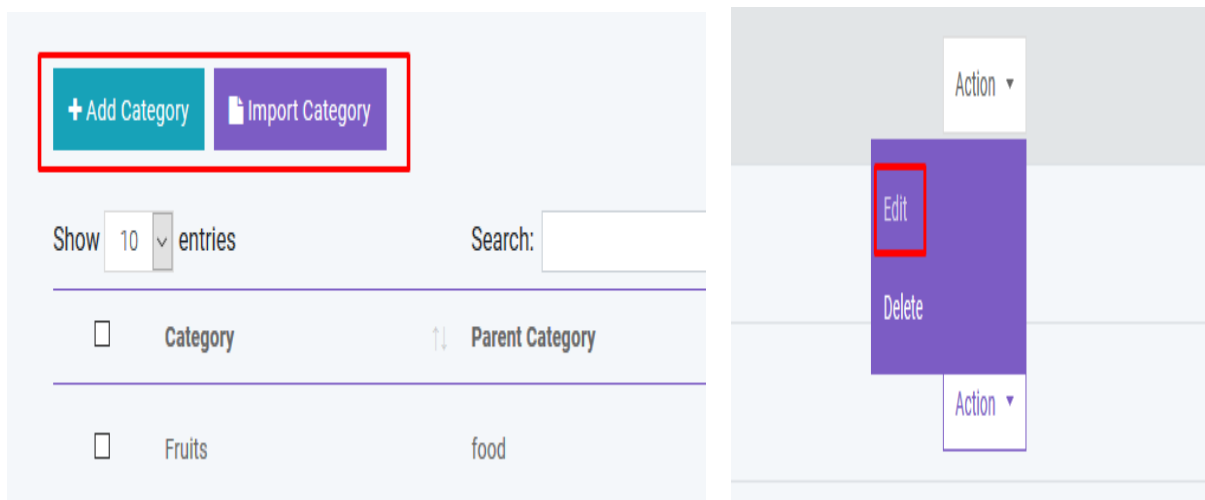 + Add Category Import Category
Show 10 entries Search:
Category Parent Category
Fruits food
Action
Edit
Delete
Action